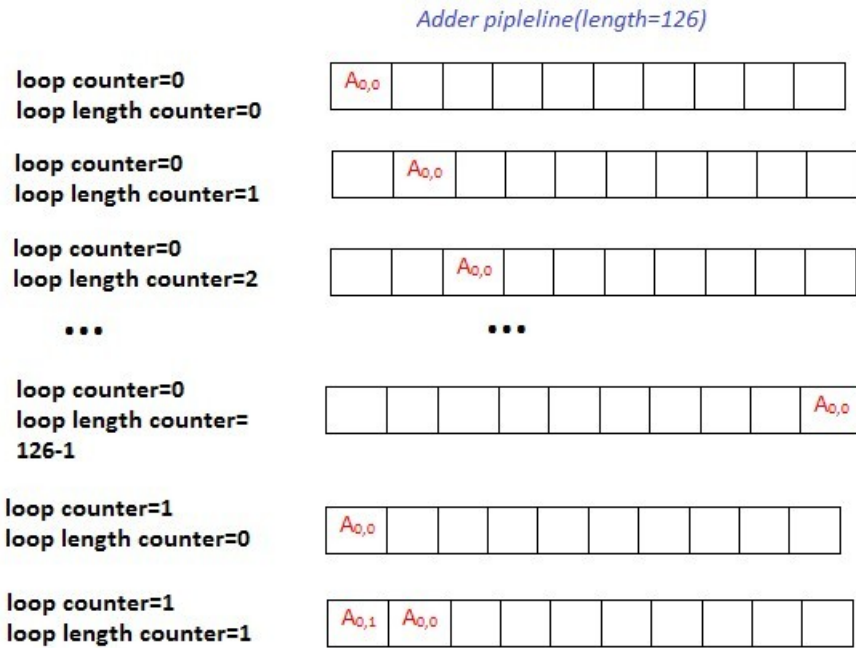 Adder pipleline(length=126)
loop counter=0
loop length counter=0
A₀,₀
loop counter=0
loop length counter=1
A₀,₀
loop counter=0
loop length counter=2
A₀,₀
...
...
loop counter=0
loop length counter=
126-1
A₀,₀
loop counter=1
loop length counter=0
A₀,₀
loop counter=1
loop length counter=1
A₀,₁ A₀,₀